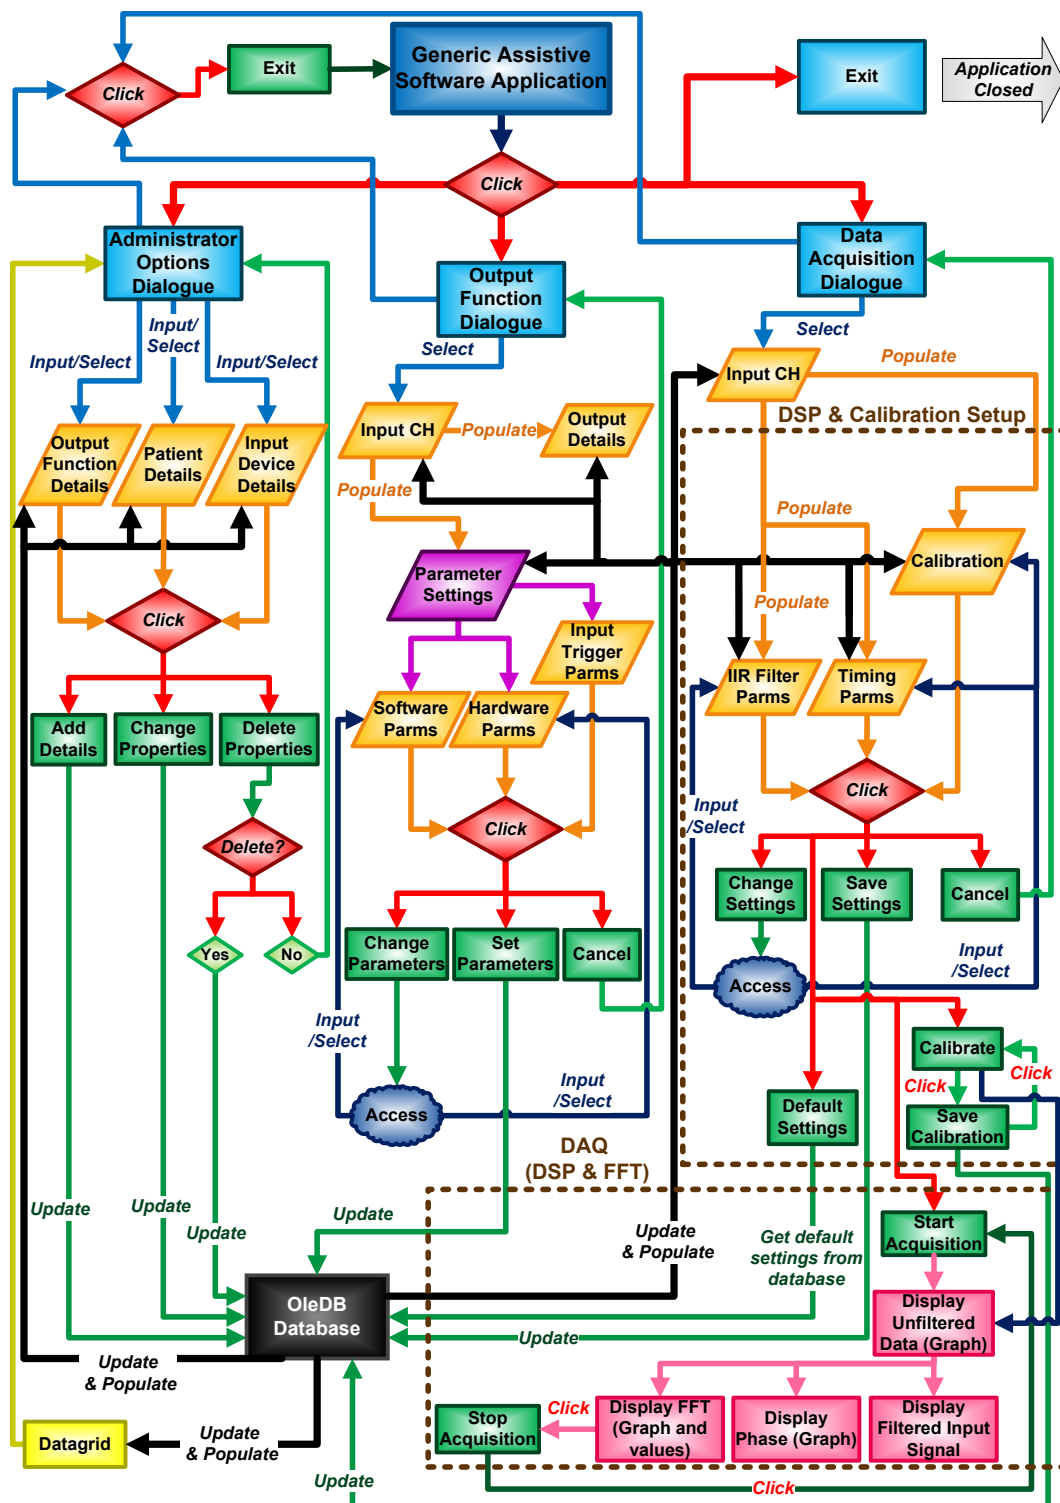 Exit
Generic Assistive
Software Application
Exit
Application
Closed
Click
Click
Administrator
Options
Dialogue
Output
Function
Dialogue
Data
Acquisition
Dialogue
Input/
Select
Input/Select
Input/Select
Select
Select
Input CH
Populate
DSP & Calibration Setup
Output
Function
Details
Patient
Details
Input
Device
Details
Input CH
Populate
Output
Details
Populate
Populate
Parameter
Settings
Calibration
Populate
Click
Input
Trigger
Parms
IIR Filter
Parms
Timing
Parms
Software
Parms
Hardware
Parms
Add
Details
Change
Properties
Delete
Properties
Click
Input
/Select
Click
Delete?
Change
Settings
Save
Settings
Cancel
Yes
No
Change
Parameters
Set
Parameters
Cancel
Input
/Select
Access
Input
/Select
Calibrate
Click
Click
Input
/Select
Access
Default
Settings
Save
Calibration
DAQ
(DSP & FFT)
Update
Update
Update
Update
Update
& Populate
Get default
settings from
database
Start
Acquisition
OleDB
Database
Display
Unfiltered
Data (Graph)
Update
Update
& Populate
Datagrid
Update
& Populate
Stop
Acquisition
Click
Display FFT
(Graph and
values)
Display
Phase (Graph)
Display
Filtered Input
Signal
Update
Click